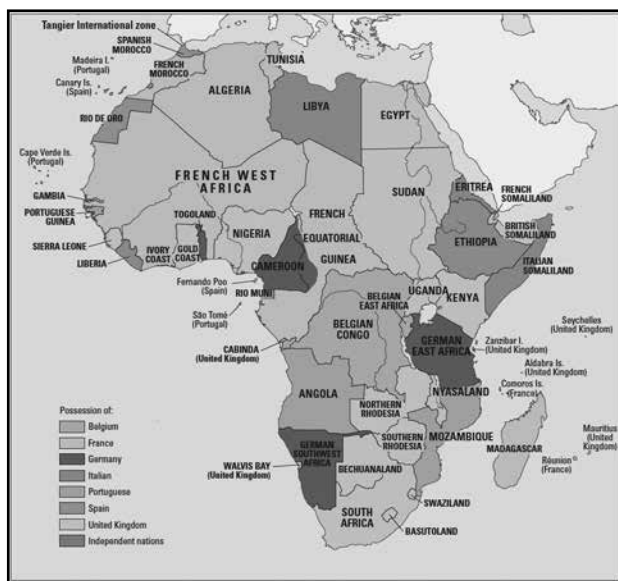 Tangier International zone
SPANISH
MOROCCO
TUNISIA
Madeira I.
(Portugal)
FRENCH
MOROCCO
Canary Is.
(Spain)
ALGERIA
LIBYA
EGYPT
RIO DE ORO
Cape Verde Is.
(Portugal)
FRENCH WEST
AFRICA
SUDAN
ERITREA
FRENCH
SOMALILAND
GAMBIA
PORTUGUESE
GUINEA
TOGOLAND
FRENCH
EQUATORIAL
GUINEA
NIGERIA
BRITISH
SOMALILAND
SIERRA LEONE
IVORY
COAST
GOLD
COAST
ETHIOPIA
LIBERIA
CAMEROON
ITALIAN
SOMALILAND
Fernando Poo
(Spain)
RIO MUNI
UGANDA
KENYA
BELGIAN
EAST AFRICA
São Tomé
(Portugal)
BELGIAN
CONGO
Seychelles
(United Kingdom)
GERMAN
EAST AFRICA
Zanzibar I.
(United Kingdom)
CABINDA
(United Kingdom)
Aldabra Is.
(United Kingdom)
Comoros Is.
(France)
ANGOLA
NYASALAND
NORTHERN
RHODESIA
Possession of:
Belgium
France
Germany
Italian
Portuguese
Spain
United Kingdom
Independent nations
GERMAN
SOUTHWEST
AFRICA
SOUTHERN
RHODESIA
MOZAMBIQUE
MADAGASCAR
Mauritius
(United
Kingdom)
Réunion
(France)
WALVIS BAY
(United Kingdom)
BECHUANALAND
SWAZILAND
SOUTH
AFRICA
BASUTOLAND